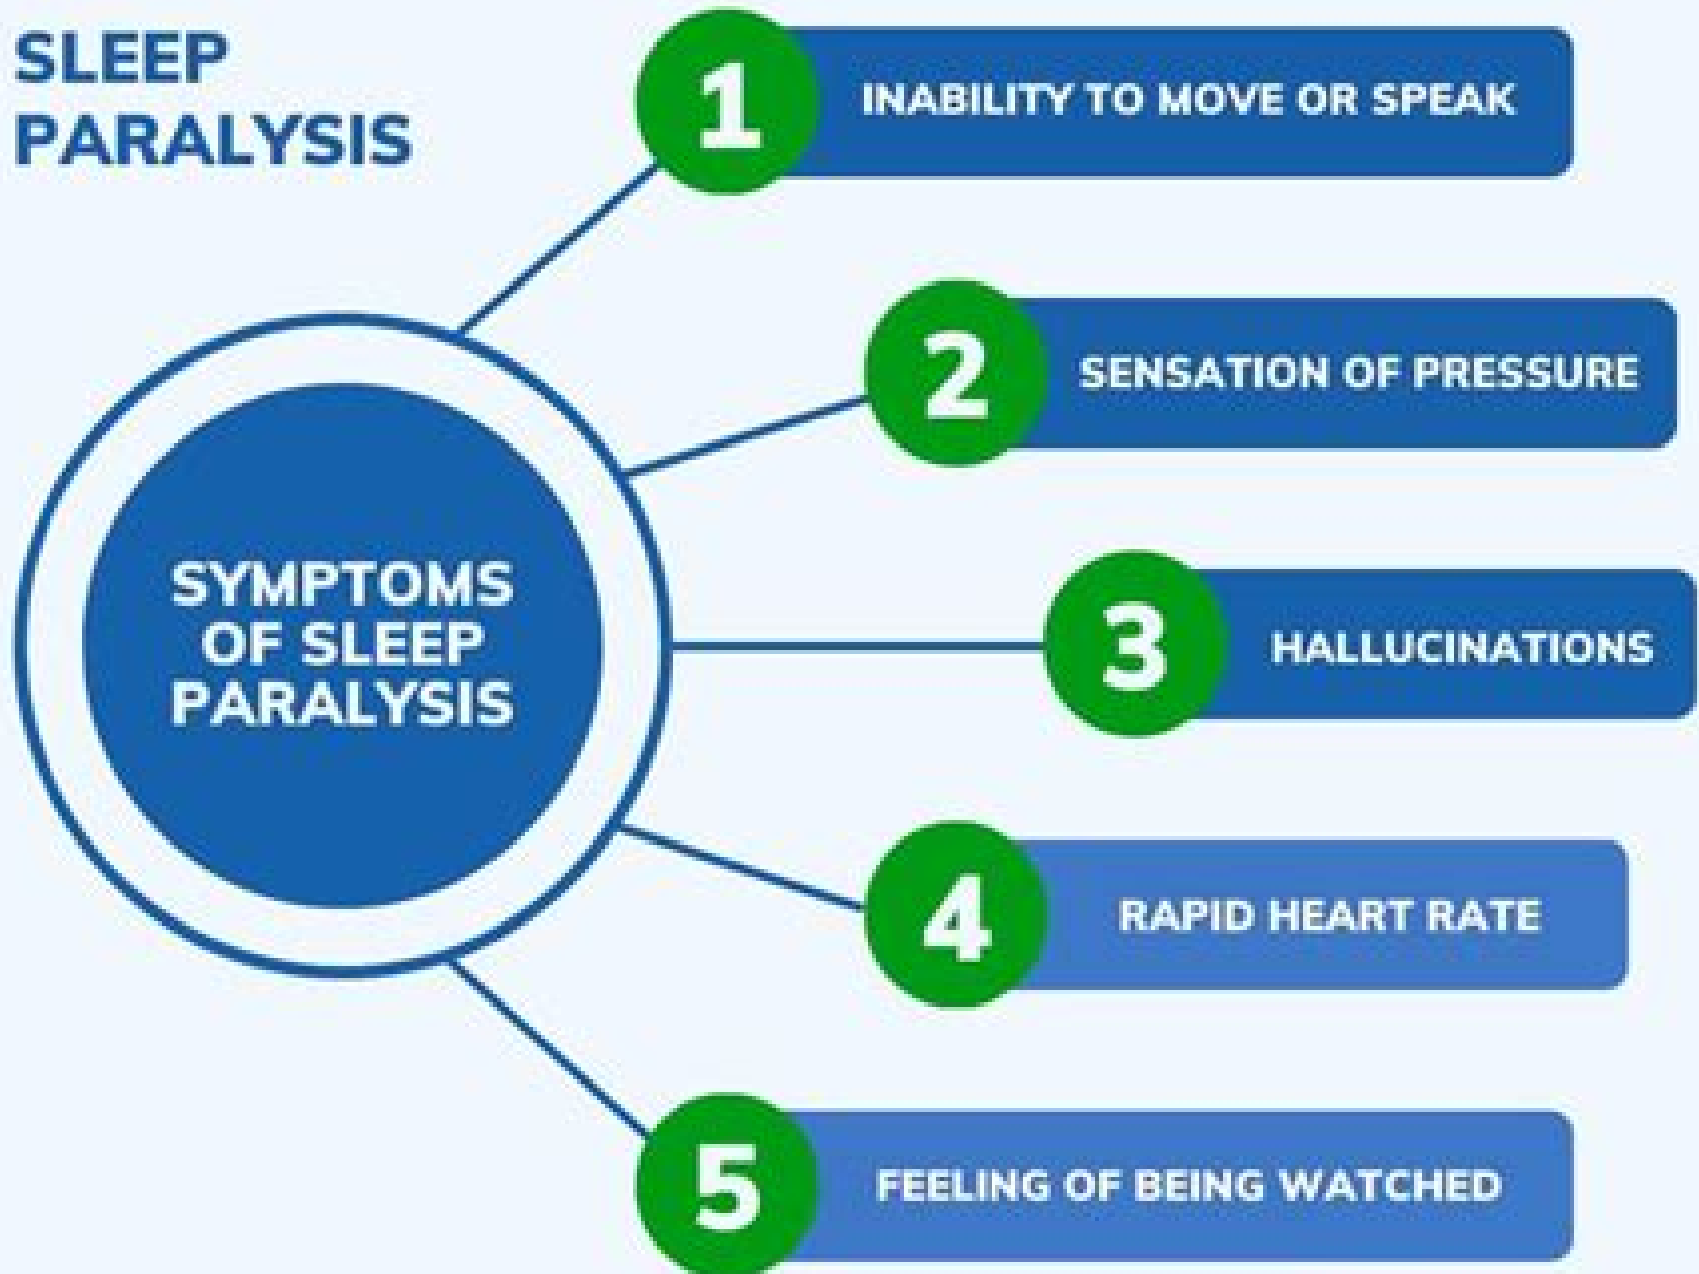 SLEEP
PARALYSIS
1
INABILITY TO MOVE OR SPEAK
2
SENSATION OF PRESSURE
3
HALLUCINATIONS
SYMPTOMS
OF SLEEP
PARALYSIS
4
RAPID HEART RATE
5
FEELING OF BEING WATCHED